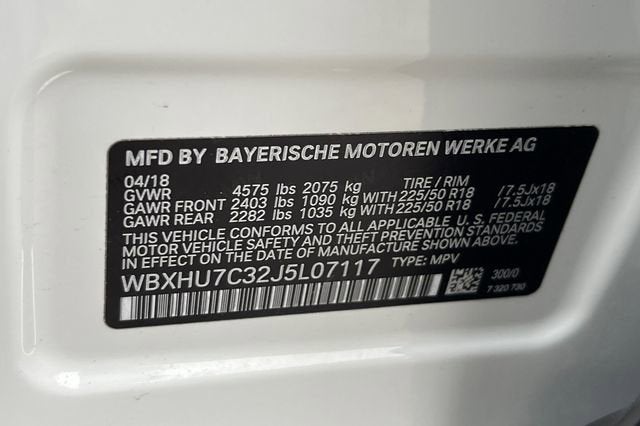 MFD BY BAYERISCHE MOTOREN WERKE AG
04/18 TIRE / RIM
GVWR 4575 lbs 2075 kg
GAWR FRONT 2403 lbs 1090 kg WITH 225/50 R18 /7.5Jx18
GAWR REAR 2282 lbs 1035 kg WITH 225/50 R18 /7.5Jx18
THIS VEHICLE CONFORMS TO ALL APPLICABLE U.S. FEDERAL
MOTOR VEHICLE SAFETY AND THEFT PREVENTION STANDARDS
IN EFFECT ON THE DATE OF MANUFACTURE SHOWN ABOVE.
WBXHU7C32J5L07117 TYPE: MPV
300/0
7 320 730